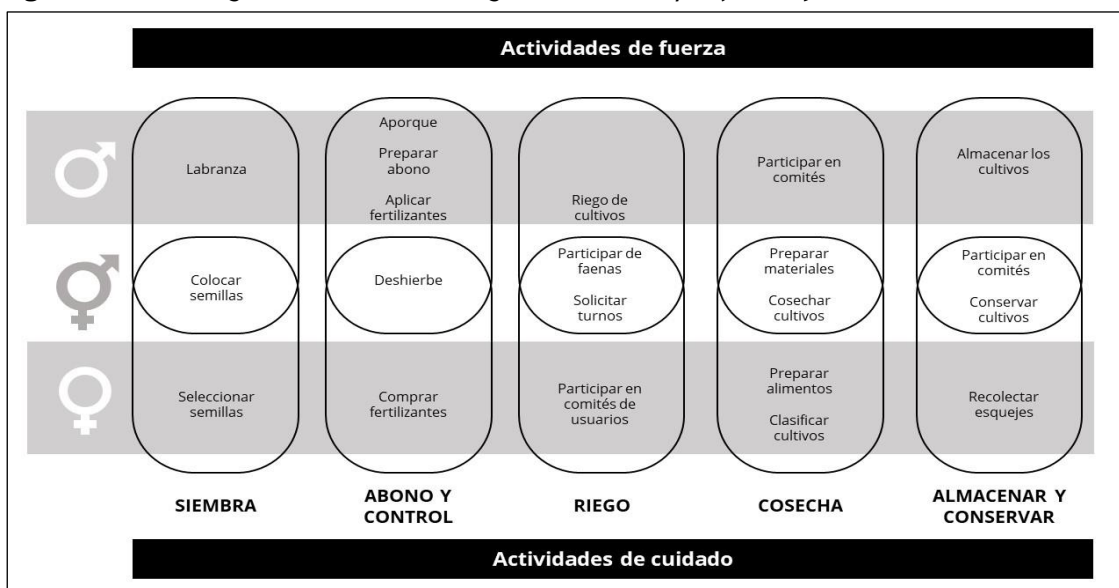 Actividades de fuerza
Labranza
Aporque
Preparar
abono
Aplicar
fertilizantes
Riego de
cultivos
Participar en
comités
Almacenar los
cultivos
Colocar
semillas
Deshierbe
Participar de
faenas
Solicitar
turnos
Preparar
materiales
Cosechar
cultivos
Participar en
comités
Conservar
cultivos
Seleccionar
semillas
Comprar
fertilizantes
Participar en
comités de
usuarios
Preparar
alimentos
Clasificar
cultivos
Recolectar
esquejes
SIEMBRA
ABONO Y
CONTROL
RIEGO
COSECHA
ALMACENAR Y
CONSERVAR
Actividades de cuidado